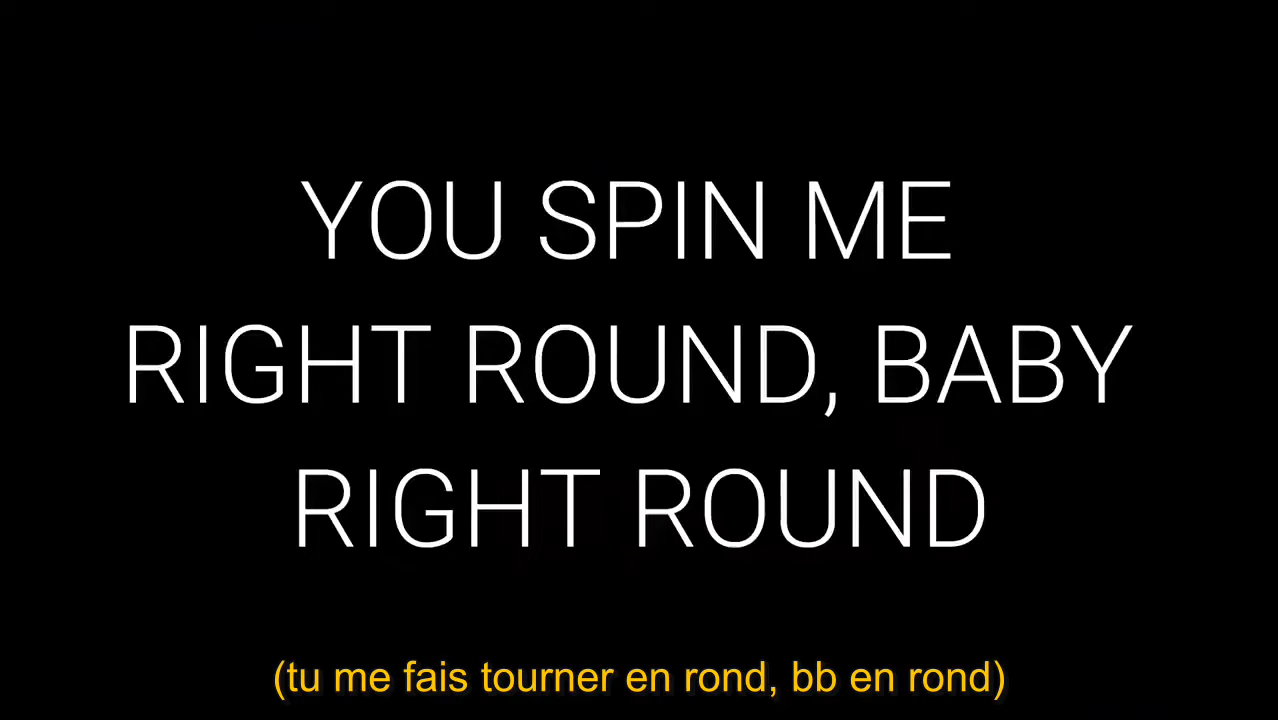 YOU SPIN ME
RIGHT ROUND, BABY
RIGHT ROUND
(tu me fais tourner en rond, bb en rond)